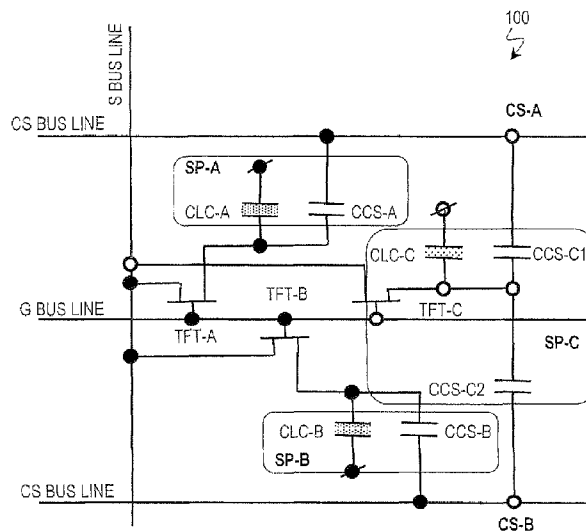 100
S BUS LINE
CS BUS LINE
CS-A
SP-A
CLC-A
CCS-A
CLC-C
CCS-C1
TFT-B
TFT-C
G BUS LINE
TFT-A
SP-C
CCS-C2
CLC-B
CCS-B
SP-B
CS BUS LINE
CS-B